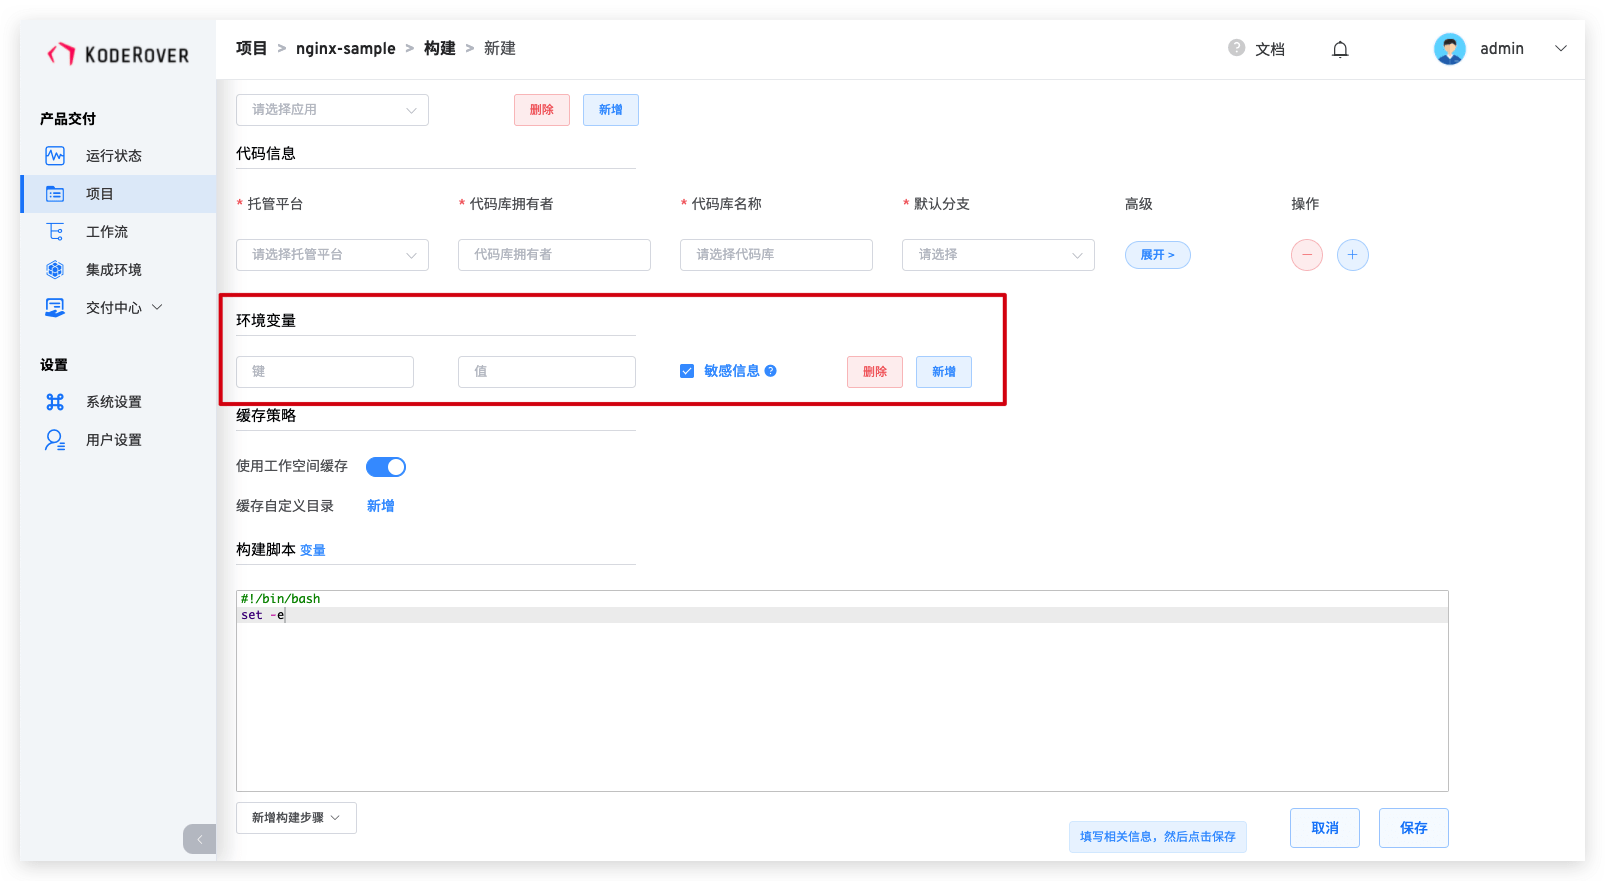 KODEROVER
产品交付
运行状态
项目
工作流
集成环境
交付中心
设置
系统设置
用户设置
项目 > nginx-sample > 构建 > 新建
? 文档
admin
请选择应用
删除
新增
代码信息
* 托管平台
* 代码库拥有者
* 代码库名称
* 默认分支
高级
操作
请选择托管平台
代码库拥有者
请选择代码库
请选择
展开 >
环境变量
键
值
敏感信息 ?
删除
新增
缓存策略
使用工作空间缓存
缓存自定义目录
新增
构建脚本 变量
#!/bin/bash
set -e
新增构建步骤
填写相关信息，然后点击保存
取消
保存